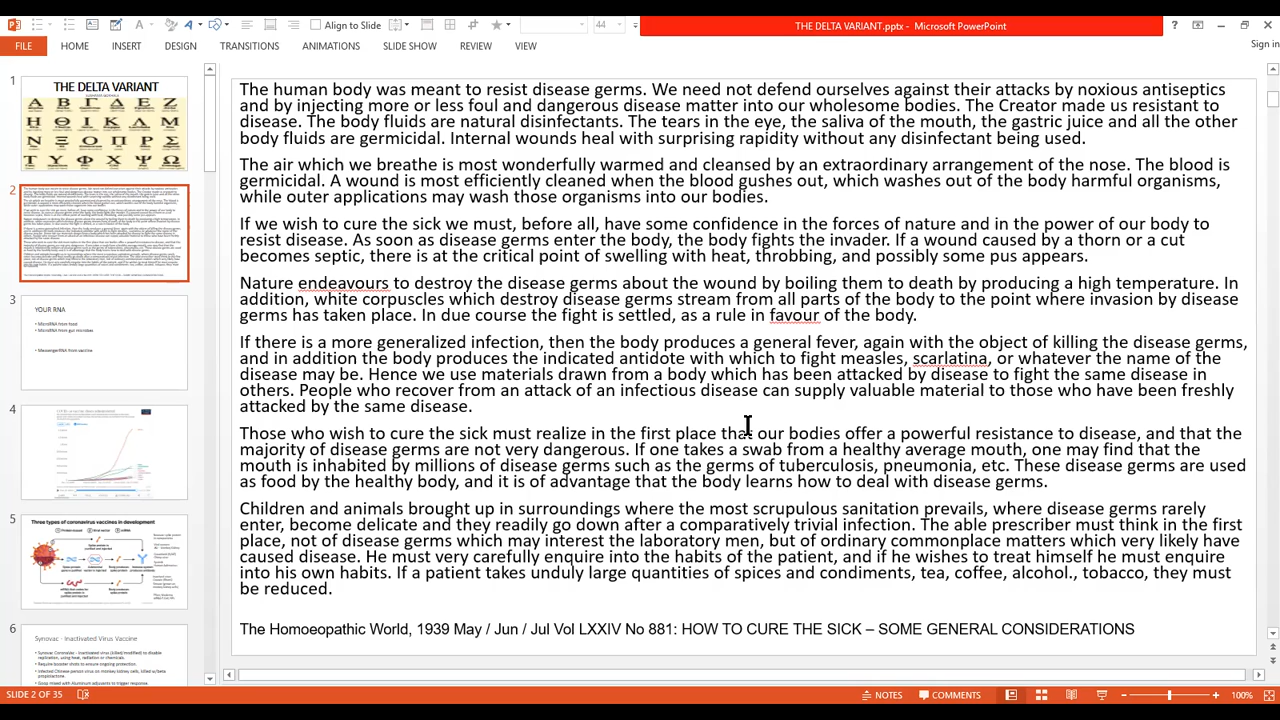 Align to Slide
44
THE DELTA VARIANT.pptx - Microsoft PowerPoint
FILE HOME INSERT DESIGN TRANSITIONS ANIMATIONS SLIDE SHOW REVIEW VIEW
Sign in
1
THE DELTA VARIANT
Α Β Γ Δ Ε Ζ
Η Θ Ι Κ Λ Μ
Ν Ξ Ο Π Ρ Σ
Τ Υ Φ Χ Ψ Ω
2
3
YOUR RNA
• MicroRNA from food
• MicroRNA from gut microbes
• MessengerRNA from vaccine
4
5
Three types of coronavirus vaccines in development
6
Synovac - Inactivated Virus Vaccine
The human body was meant to resist disease germs. We need not defend ourselves against their attacks by noxious antiseptics
and by injecting more or less foul and dangerous disease matter into our wholesome bodies. The Creator made us resistant to
disease. The body fluids are natural disinfectants. The tears in the eye, the saliva of the mouth, the gastric juice and all the other
body fluids are germicidal. Internal wounds heal with surprising rapidity without any disinfectant being used.
The air which we breathe is most wonderfully warmed and cleaned by an extraordinary arrangement of the nose. The blood is
germicidal. A wound is most efficiently cleaned when the blood gushes out, which washes out of the body harmful organisms,
while outer applications may wash these organisms into our bodies.
If we wish to cure the sick we must, above all, have some confidence in the forces of nature and in the power of our body to
resist disease. As soon as disease germs enter the body, the body fights the invader. If a wound caused by a thorn or a cut
becomes septic, there is at the critical point of swelling with heat, throbbing and possibly some pus appears.
Nature endeavours to destroy the disease germs about the wound by boiling them to death by producing a high temperature. In
addition, white corpuscles which destroy disease germs stream from all parts of the body to the point where invasion by disease
germs has taken place. In due course the fight is settled, as a rule in favour of the body.
If there is a more generalized infection, then the body produces a general fever, again with the object of killing the disease germs,
and in addition the body produces the indicated antidote with which to fight measles, scarlatina, or whatever the name of the
disease may be. Hence we use materials drawn from a body which has been attacked by disease to fight the same disease in
others. People who recover from an attack of an infectious disease can supply valuable material to those who have been freshly
attacked by the same disease.
Those who wish to cure the sick must realize in the first place that our bodies offer a powerful resistance to disease, and that the
majority of disease germs are not very dangerous. If one takes a swab from a healthy average mouth, one may find that the
mouth is inhabited by millions of disease germs such as the germs of tuberculosis, pneumonia, etc. These disease germs are used
as food by the healthy body, and it is of advantage that the body learns how to deal with disease germs.
Children and animals brought up in surroundings where the most scrupulous sanitation prevails, where disease germs rarely
enter, become delicate and they readily go down after a comparatively trivial infection. The sole prescriber must think in the first
place, not of disease germs which may interest the laboratory men, but of ordinary commonplace matters which very likely have
caused disease. He must very carefully enquire into the habits of the patient and if he wishes to treat himself he must enquire
into his own habits. If a patient takes unduly large quantities of spices and condiments, tea, coffee, alcohol., tobacco, they must
be reduced.
The Homoeopathic World, 1939 May / Jun / Jul Vol LXXIV No 881: HOW TO CURE THE SICK – SOME GENERAL CONSIDERATIONS
SLIDE 2 OF 35
NOTES COMMENTS 100%